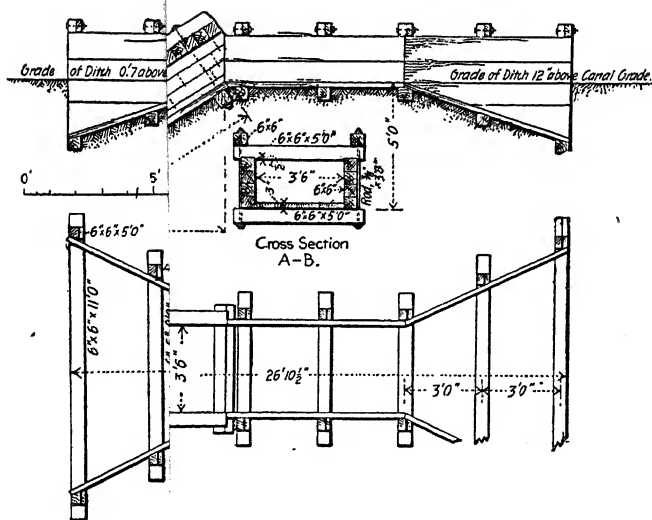 Grade of Ditch 0'.7 above
Grade of Ditch 12" above Canal Grade.
6"x6"
6"x6"x5'0"
5'0"
0' 5'
3'6"
3"
6"x6"
6"x6"x5'0"
Cross Section
A-B.
6"x6"x5'0"
6"x6"x11'0"
3'6"
26'10½"
3'0" 3'0"